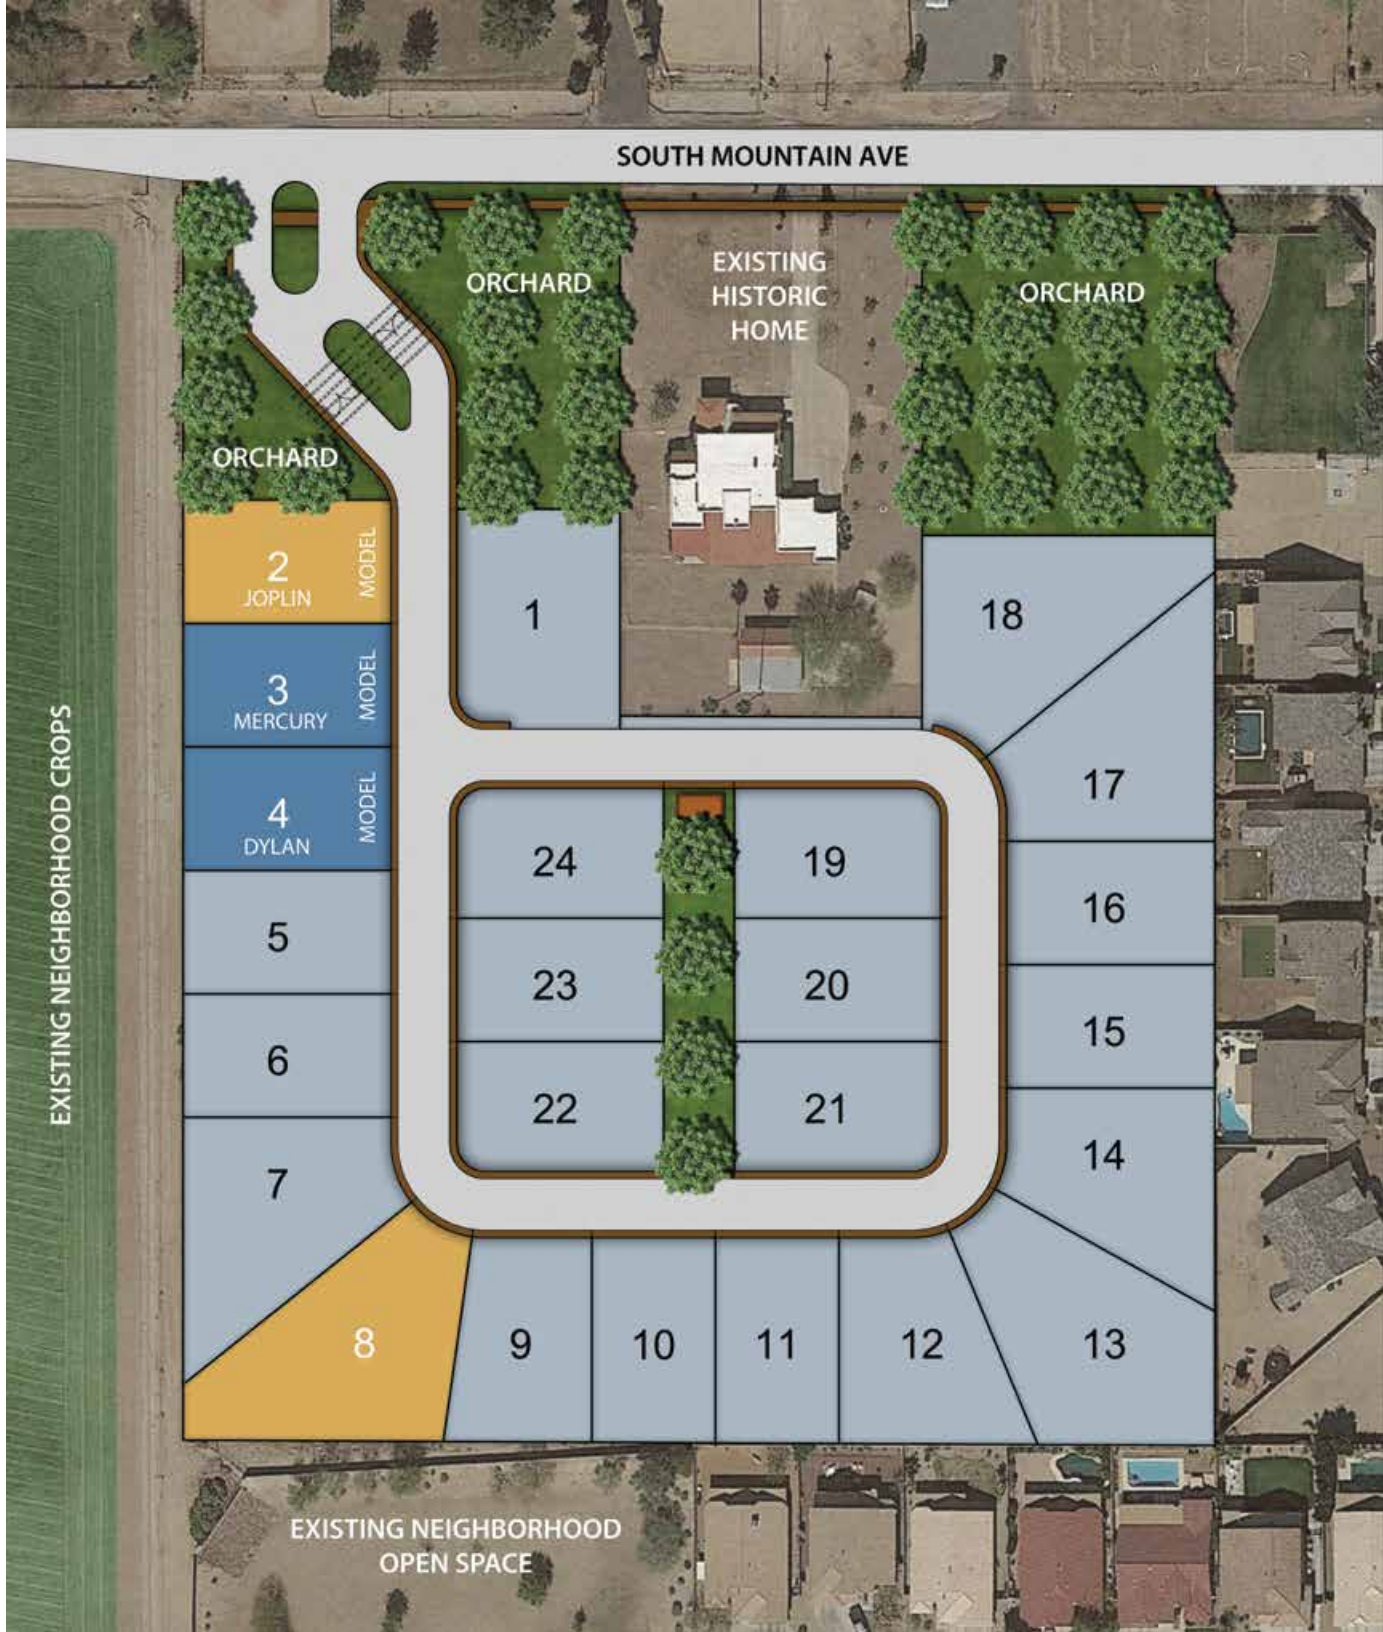 SOUTH MOUNTAIN AVE
EXISTING
HISTORIC
HOME
ORCHARD
ORCHARD
ORCHARD
2
JOPLIN
MODEL
1
18
3
MERCURY
MODEL
4
DYLAN
MODEL
17
24
19
16
5
23
20
15
6
22
21
14
7
8
9
10
11
12
13
EXISTING NEIGHBORHOOD CROPS
EXISTING NEIGHBORHOOD
OPEN SPACE